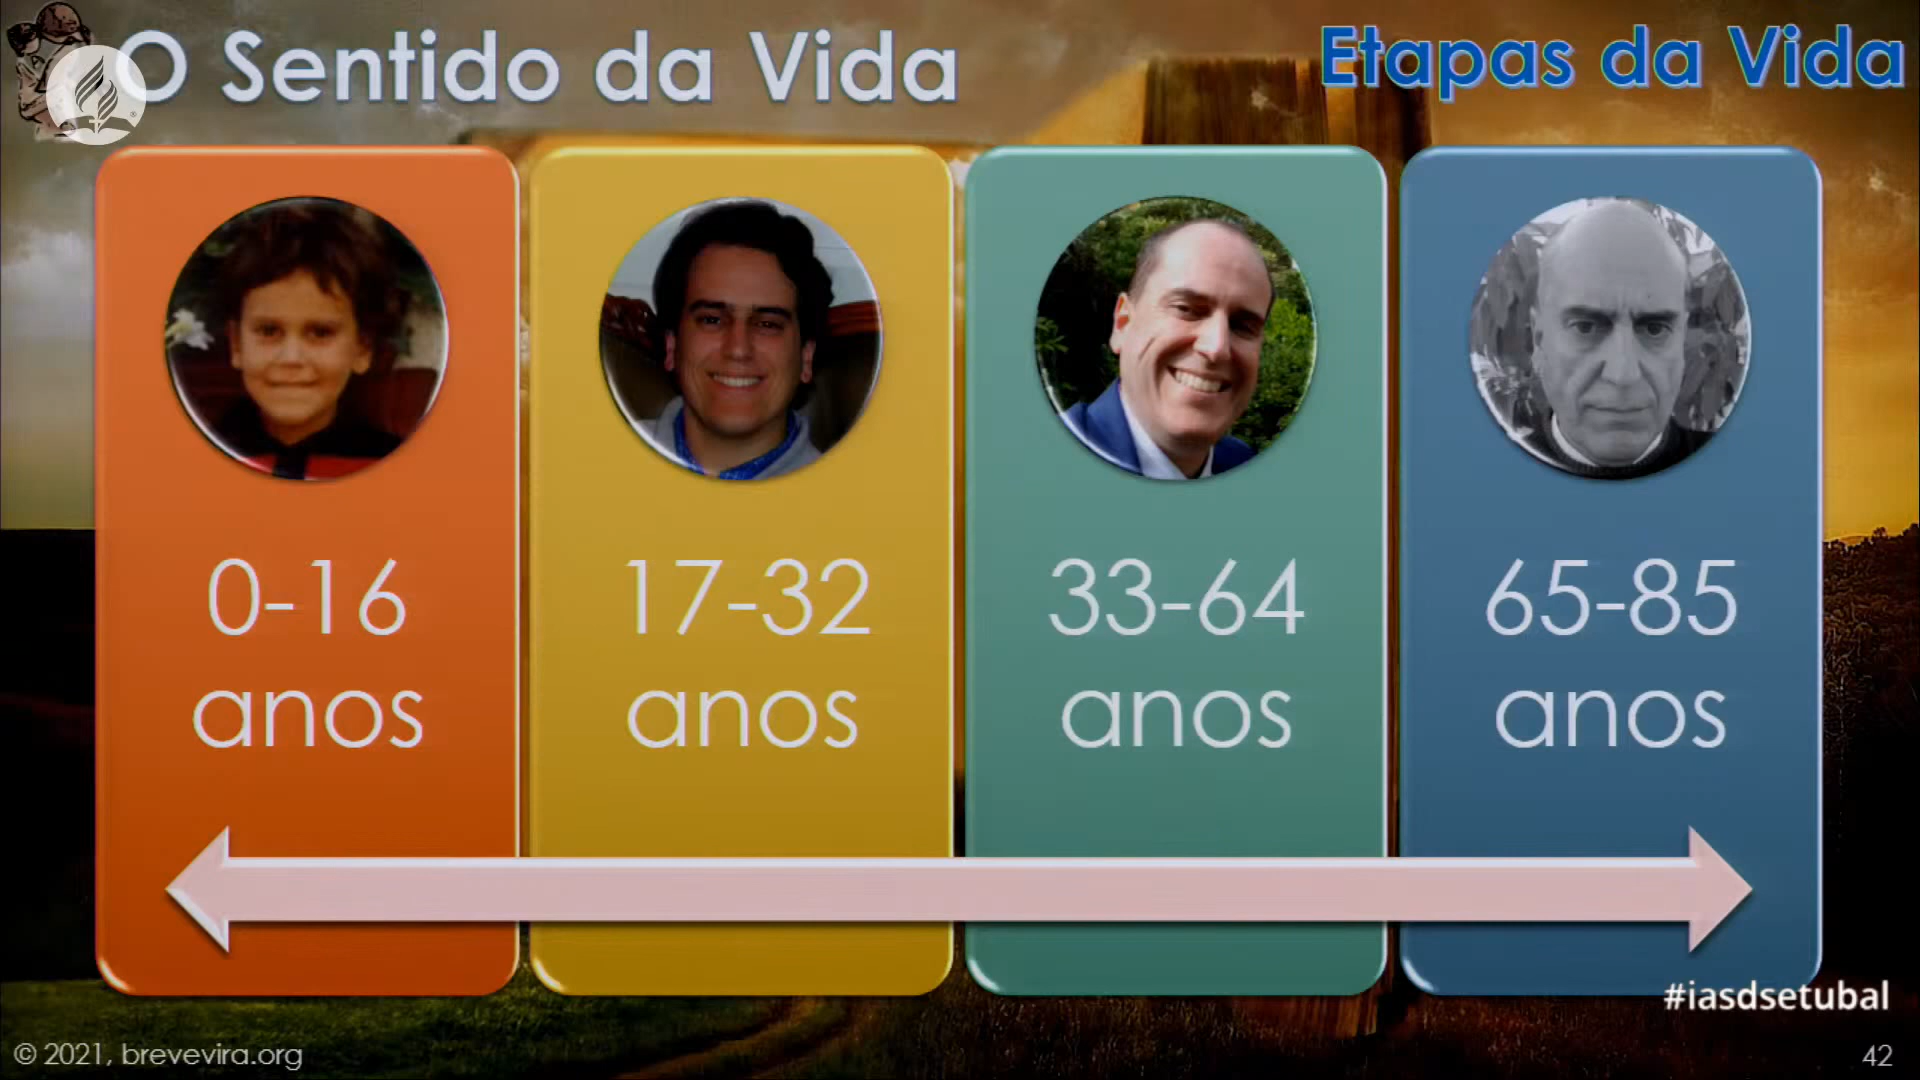 O Sentido da Vida
Etapas da Vida
0-16
anos
17-32
anos
33-64
anos
65-85
anos
#iasdsetubal
© 2021, brevevira.org
42